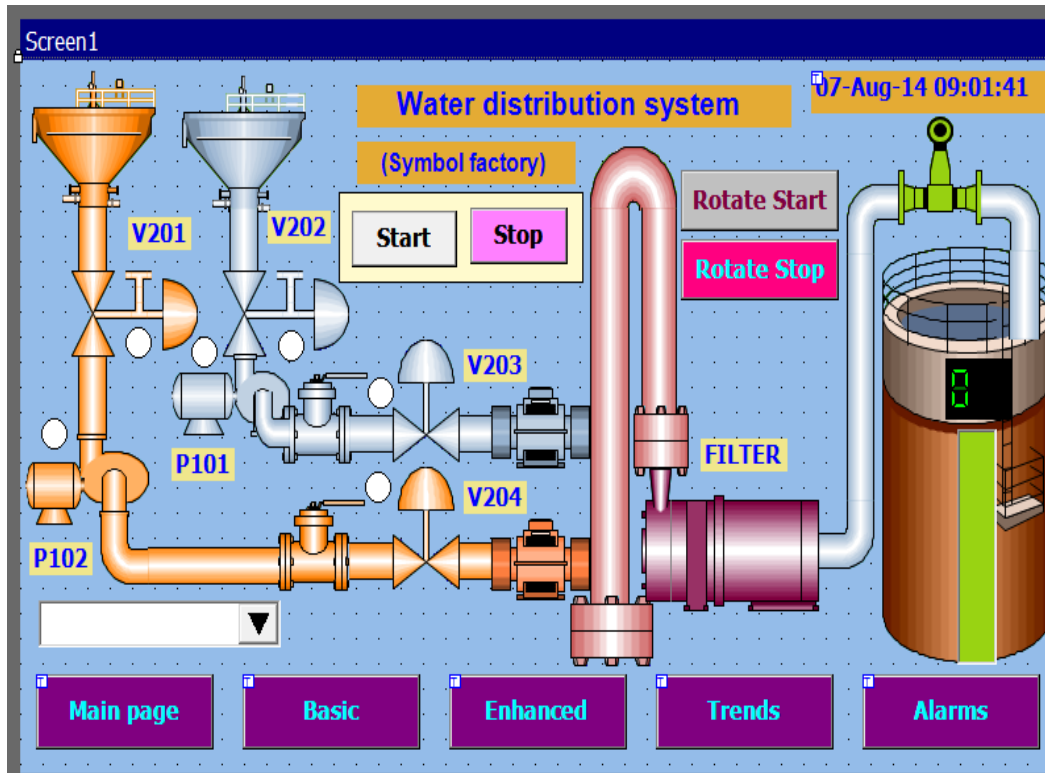 Screen1
07-Aug-14 09:01:41
Water distribution system
(Symbol factory)
V201
V202
Start
Stop
Rotate Start
Rotate Stop
V203
P101
FILTER
V204
P102
0
Main page
Basic
Enhanced
Trends
Alarms